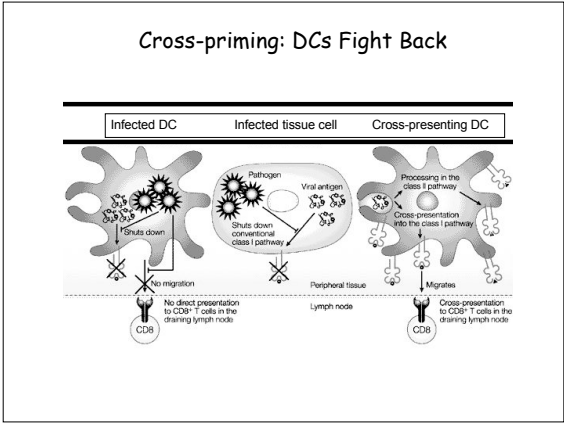 Cross-priming: DCs Fight Back
Infected DC
Infected tissue cell
Cross-presenting DC
Shuts down
No migration
No direct presentation
to CD8+ T cells in the
draining lymph node
CD8
Pathogen
Viral antigen
Shuts down
conventional
class I pathway
Peripheral tissue
Lymph node
Processing in the
class II pathway
Cross-presentation
into the class I pathway
Migrates
Cross-presentation
to CD8+ T cells in the
draining lymph node
CD8